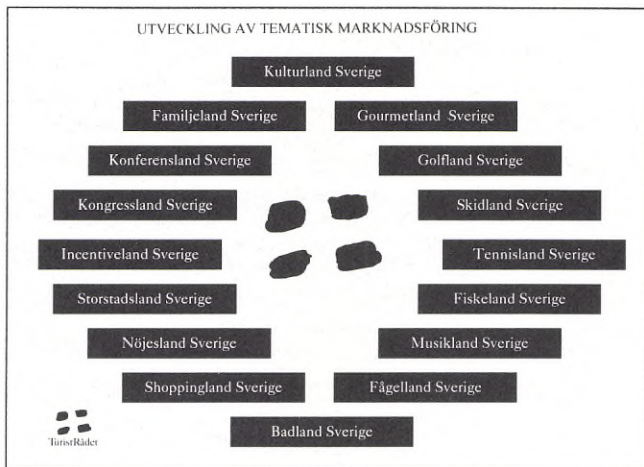 UTVECKLING AV TEMATISK MARKNADSFÖRING
Kulturland Sverige
Familjeland Sverige
Gourmetland Sverige
Konferensland Sverige
Golfland Sverige
Kongressland Sverige
Skidland Sverige
Incentiveland Sverige
Tennisland Sverige
Storstadsland Sverige
Fiskeland Sverige
Nöjesland Sverige
Musikland Sverige
Shoppingland Sverige
Fågelland Sverige
TuristRådet
Badland Sverige